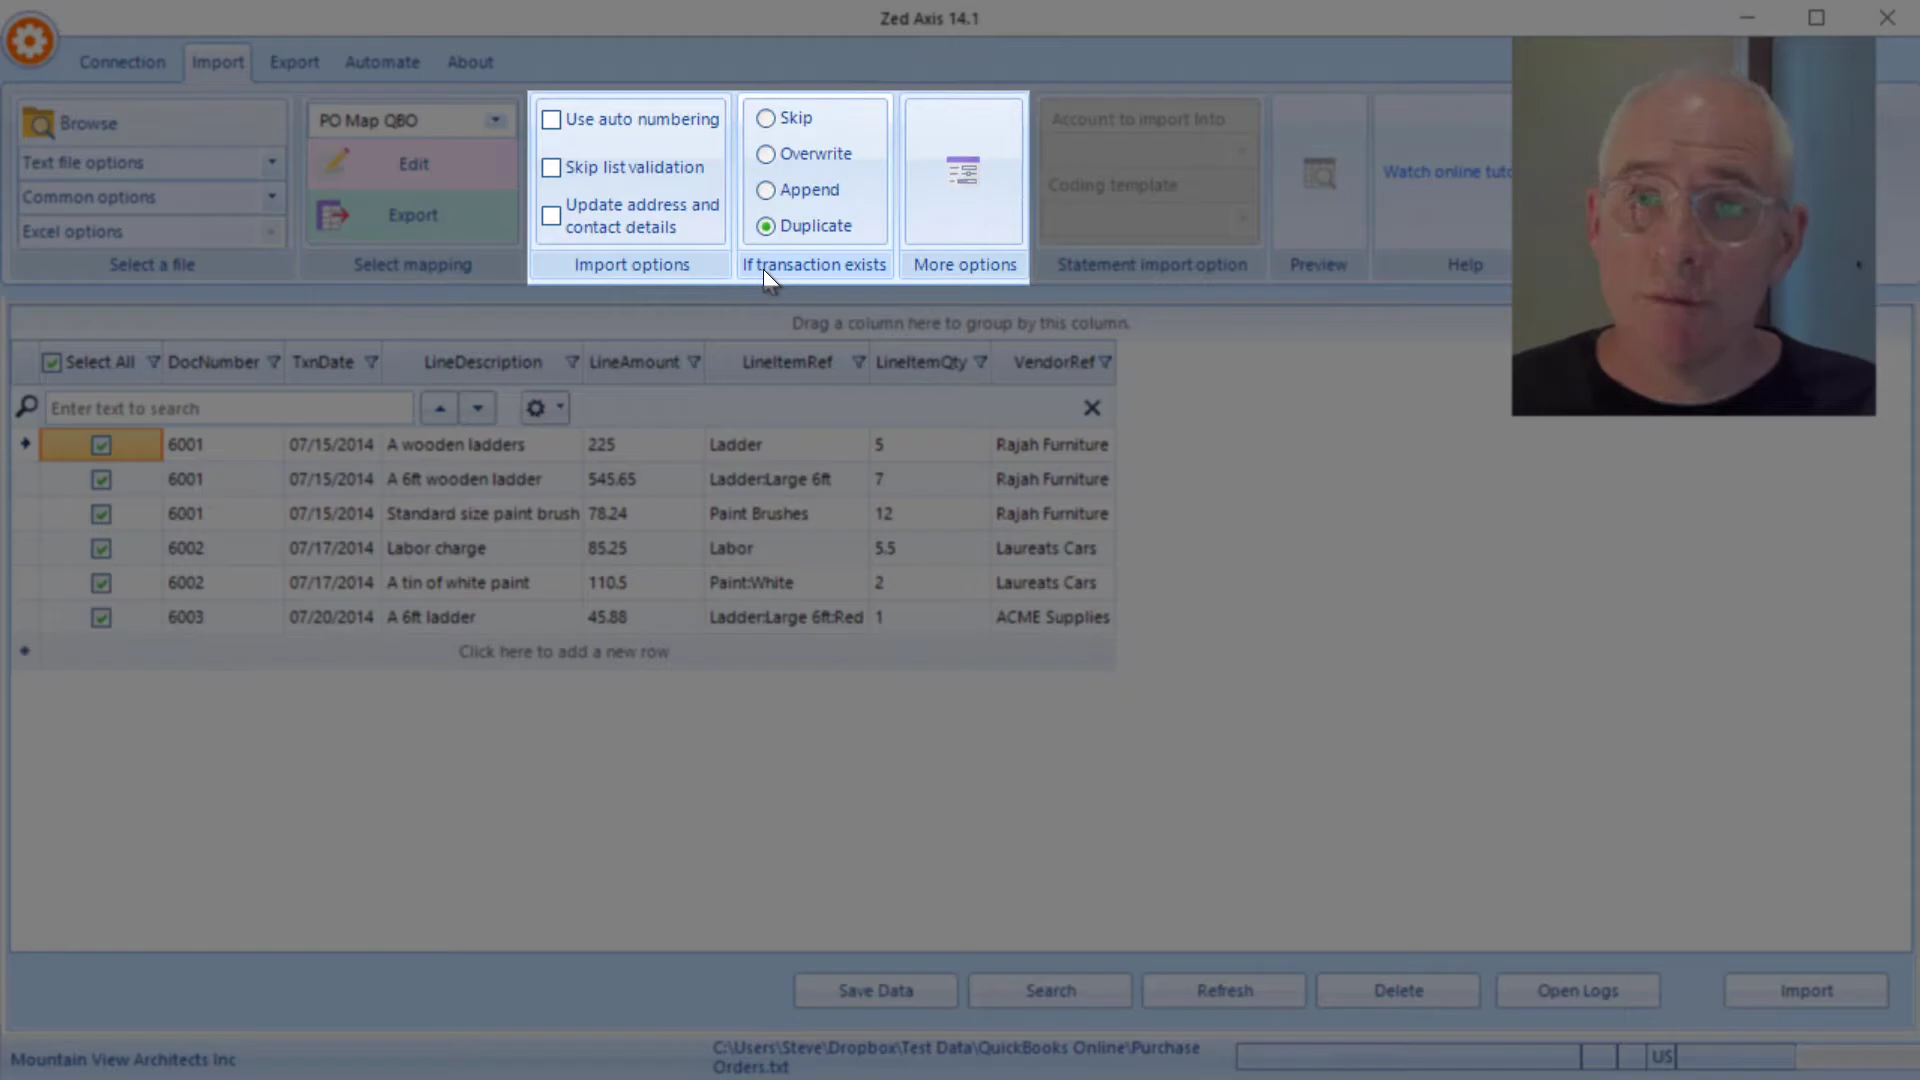 Zed Axis 14.1
Connection Import Export Automate About
Browse
Text file options
Common options
Excel options
Select a file
PO Map QBO
Edit
Export
Select mapping
Use auto numbering
Skip list validation
Update address and
contact details
Import options
Skip
Overwrite
Append
Duplicate
If transaction exists
More options
Account to import Into
Coding template
Statement import option
Preview
Watch online tuto
Help
Drag a column here to group by this column.
Select All DocNumber TxnDate LineDescription LineAmount LineItemRef LineItemQty VendorRef
Enter text to search
6001 07/15/2014 A wooden ladders 225 Ladder 5 Rajah Furniture
6001 07/15/2014 A 6ft wooden ladder 545.65 Ladder:Large 6ft 7 Rajah Furniture
6001 07/15/2014 Standard size paint brush 78.24 Paint Brushes 12 Rajah Furniture
6002 07/17/2014 Labor charge 85.25 Labor 5.5 Laureats Cars
6002 07/17/2014 A tin of white paint 110.5 Paint:White 2 Laureats Cars
6003 07/20/2014 A 6ft ladder 45.88 Ladder:Large 6ft:Red 1 ACME Supplies
Click here to add a new row
Save Data Search Refresh Delete Open Logs Import
Mountain View Architects Inc
C:\Users\Steve\Dropbox\Test Data\QuickBooks Online\Purchase
Orders.txt
US